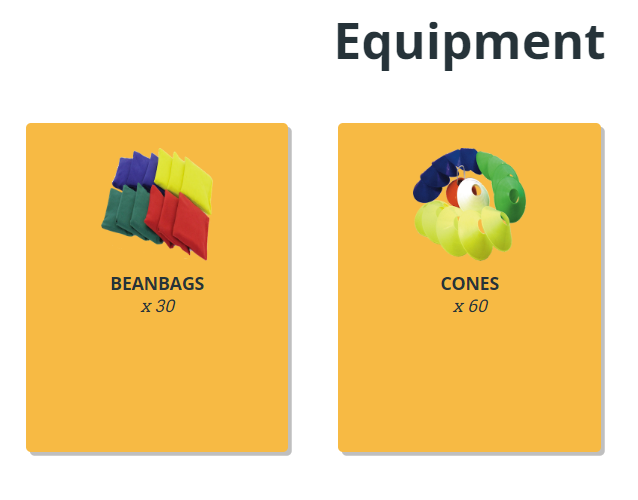 Equipment
BEANBAGS
x 30
CONES
x 60